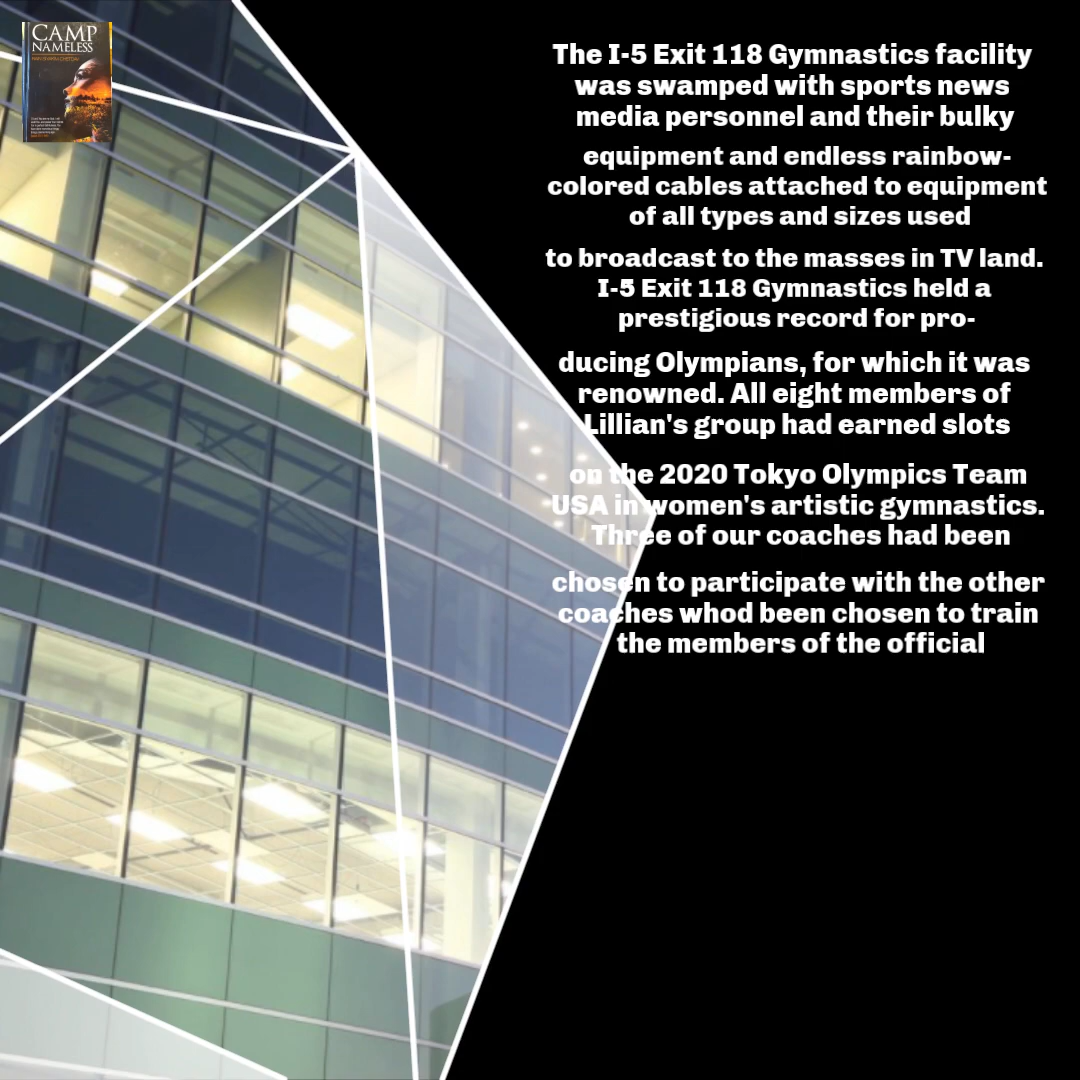 CAMP
NAMELESS
The I-5 Exit 118 Gymnastics facility
was swamped with sports news
media personnel and their bulky
equipment and endless rainbow-
colored cables attached to equipment
of all types and sizes used
to broadcast to the masses in TV land.
I-5 Exit 118 Gymnastics held a
prestigious record for pro-
ducing Olympians, for which it was
renowned. All eight members of
Lillian's group had earned slots
on the 2020 Tokyo Olympics Team
USA in women's artistic gymnastics.
Three of our coaches had been
chosen to participate with the other
coaches whod been chosen to train
the members of the official